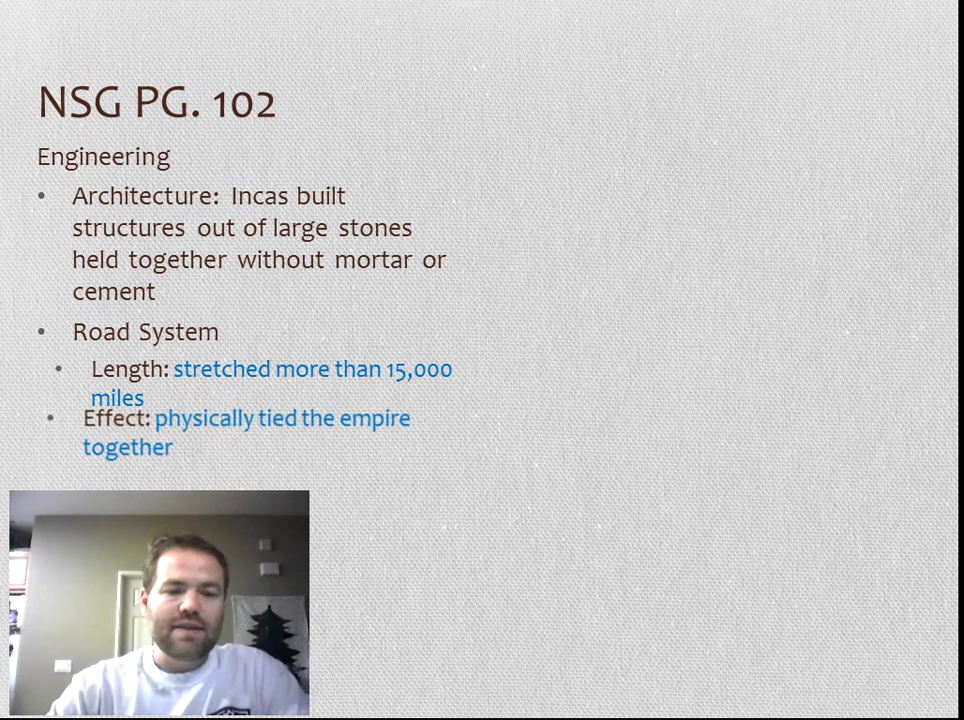 NSG PG. 102
Engineering
• Architecture: Incas built
structures out of large stones
held together without mortar or
cement
• Road System
• Length: stretched more than 15,000
miles
• Effect: physically tied the empire
together